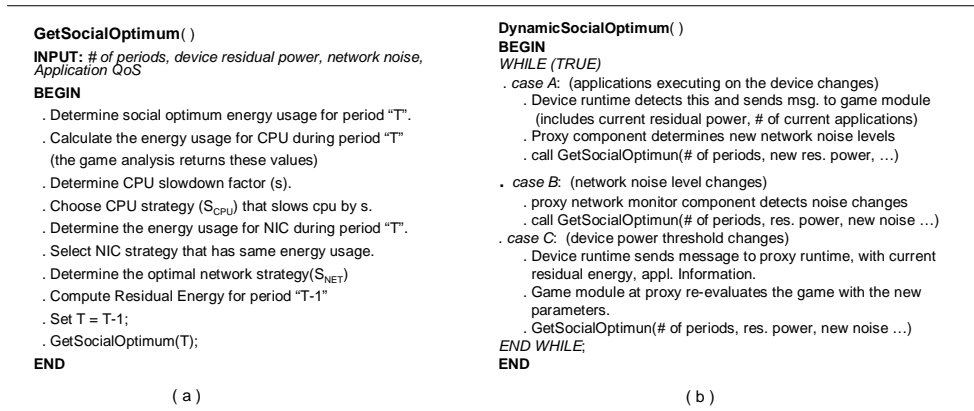 GetSocialOptimum( )
INPUT: # of periods, device residual power, network noise,
Application QoS
BEGIN
. Determine social optimum energy usage for period “T”.
. Calculate the energy usage for CPU during period “T”
(the game analysis returns these values)
. Determine CPU slowdown factor (s).
. Choose CPU strategy (SCPU) that slows cpu by s.
. Determine the energy usage for NIC during period “T”.
. Select NIC strategy that has same energy usage.
. Determine the optimal network strategy(SNET)
. Compute Residual Energy for period “T-1”
. Set T = T-1;
. GetSocialOptimum(T);
END
( a )
DynamicSocialOptimum( )
BEGIN
WHILE (TRUE)
. case A: (applications executing on the device changes)
. Device runtime detects this and sends msg. to game module
(includes current residual power, # of current applications)
. Proxy component determines new network noise levels
. call GetSocialOptimun(# of periods, new res. power, …)
. case B: (network noise level changes)
. proxy network monitor component detects noise changes
. call GetSocialOptimun(# of periods, res. power, new noise …)
. case C: (device power threshold changes)
. Device runtime sends message to proxy runtime, with current
residual energy, appl. Information.
. Game module at proxy re-evaluates the game with the new
parameters.
. GetSocialOptimun(# of periods, res. power, new noise …)
END WHILE;
END
( b )